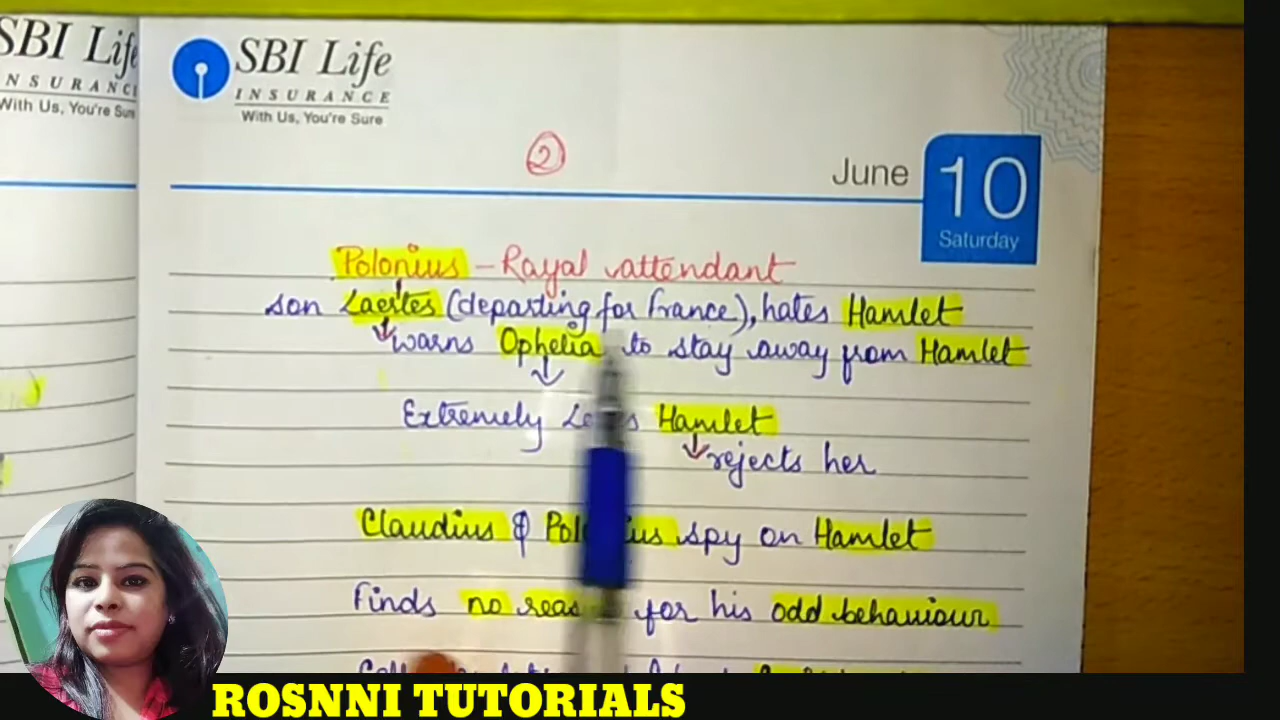 SBI Life
INSURANCE
With Us, You're Sure
SBI Life
INSURANCE
With Us, You're Sure
2
June 10
Saturday
Polonius - Rayal attendant
son Laertes (departing for France), hates Hamlet
warns Ophelia to stay away from Hamlet
Extremely Hamlet
rejects her
Claudius & Polonius spy on Hamlet
Finds no for his odd behaviour
ROSNNI TUTORIALS